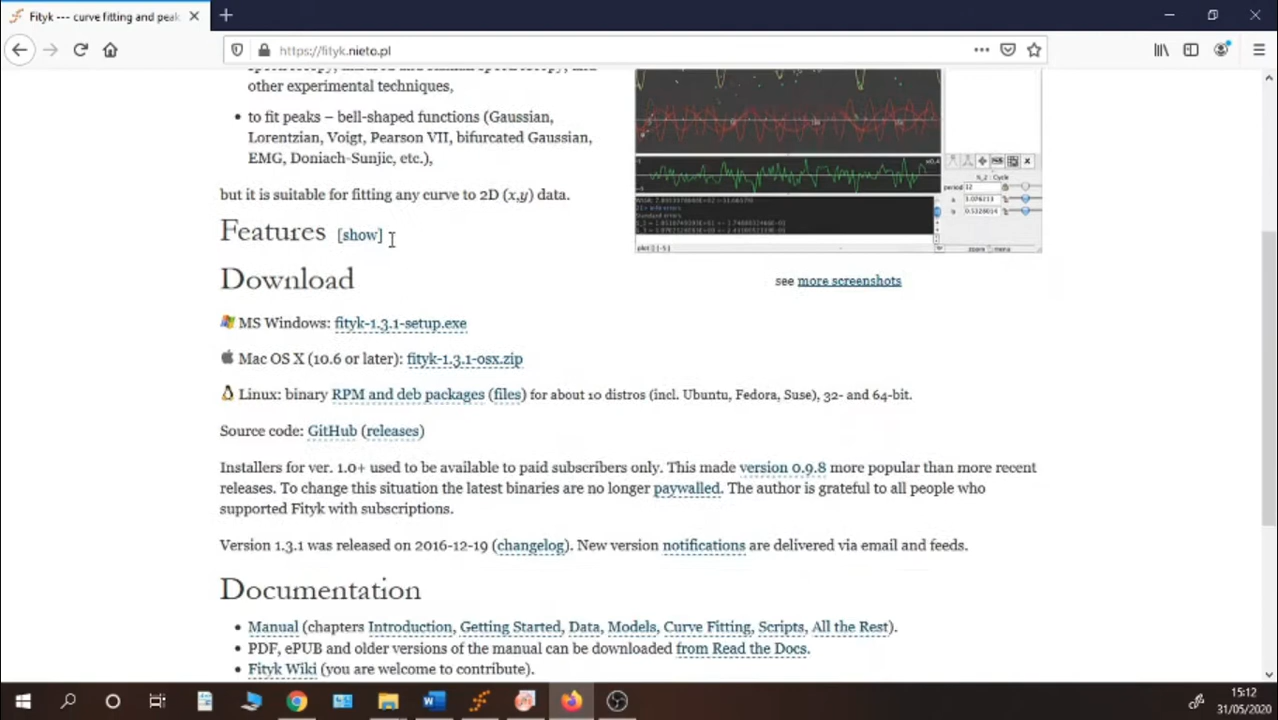 Fityk --- curve fitting and peak
https://fityk.nieto.pl
other experimental techniques,
• to fit peaks – bell-shaped functions (Gaussian,
Lorentzian, Voigt, Pearson VII, bifurcated Gaussian,
EMG, Doniach-Sunjic, etc.),
but it is suitable for fitting any curve to 2D (x,y) data.
Features [show]
Download
see more screenshots
MS Windows: fityk-1.3.1-setup.exe
Mac OS X (10.6 or later): fityk-1.3.1-osx.zip
Linux: binary RPM and deb packages (files) for about 10 distros (incl. Ubuntu, Fedora, Suse), 32- and 64-bit.
Source code: GitHub (releases)
Installers for ver. 1.0+ used to be available to paid subscribers only. This made version 0.9.8 more popular than more recent
releases. To change this situation the latest binaries are no longer paywalled. The author is grateful to all people who
supported Fityk with subscriptions.
Version 1.3.1 was released on 2016-12-19 (changelog). New version notifications are delivered via email and feeds.
Documentation
• Manual (chapters Introduction, Getting Started, Data, Models, Curve Fitting, Scripts, All the Rest).
• PDF, ePUB and older versions of the manual can be downloaded from Read the Docs.
• Fityk Wiki (you are welcome to contribute).
15:12
31/05/2020